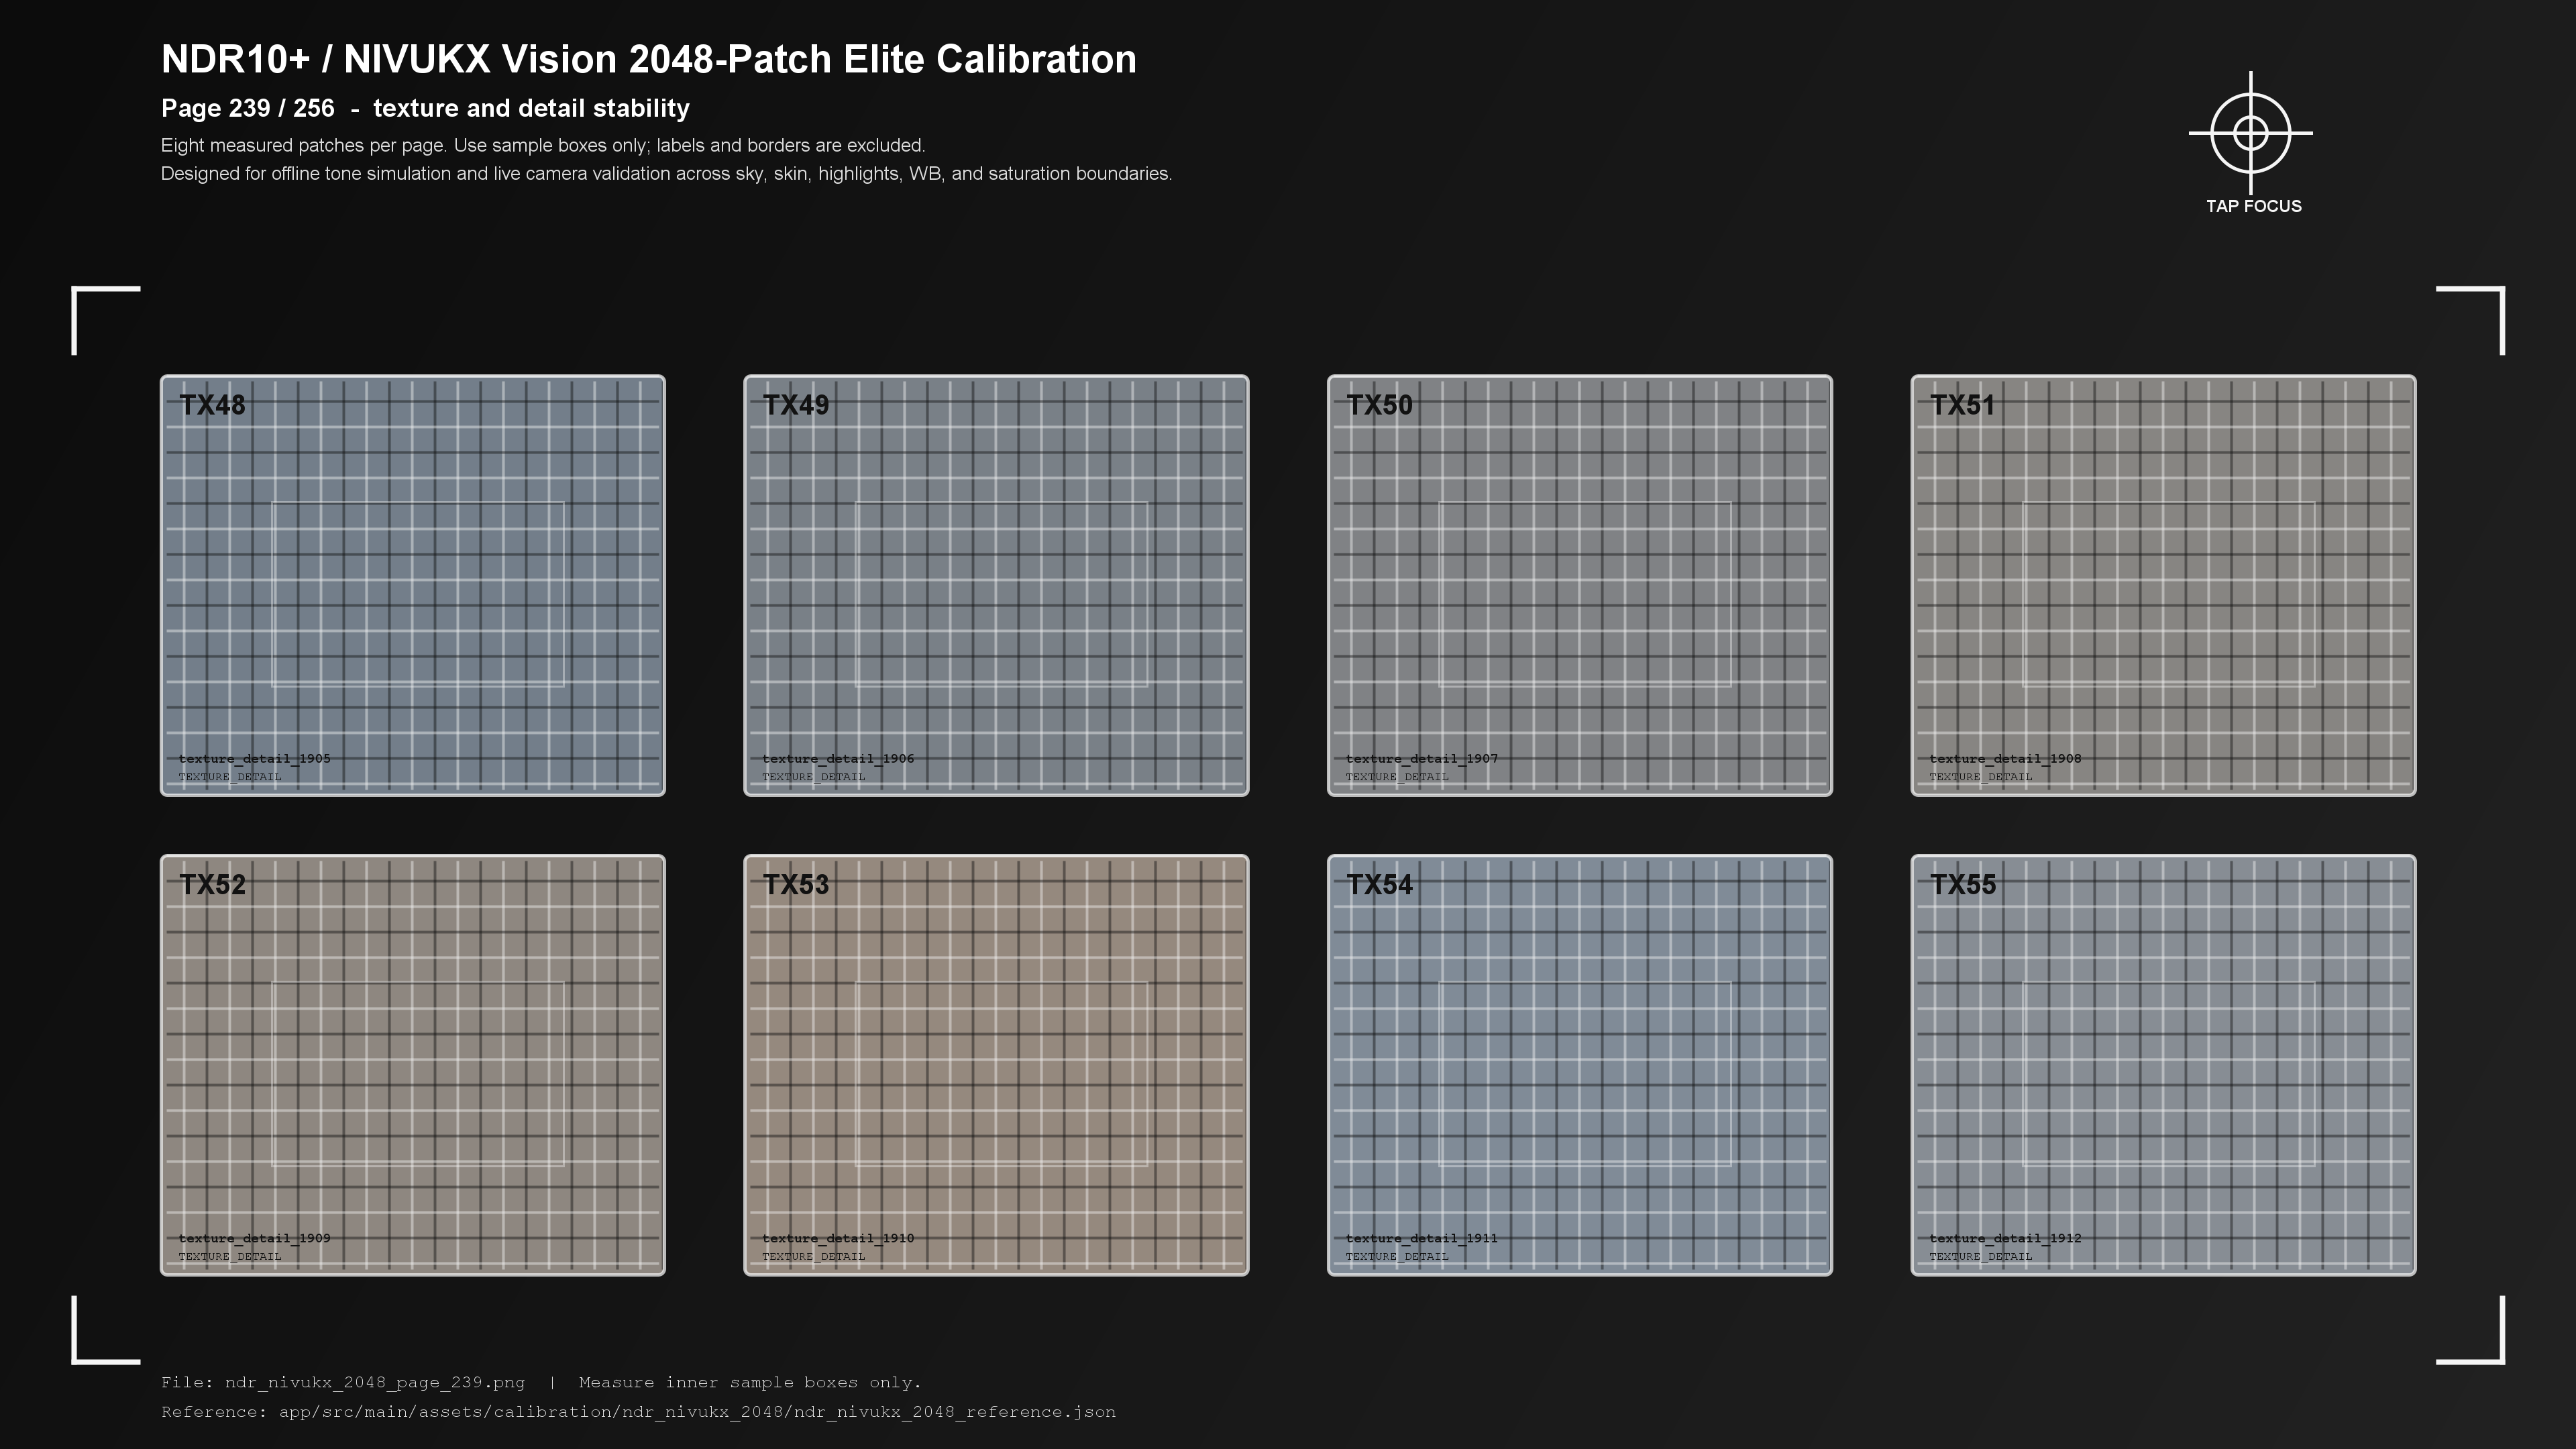 NDR10+ / NIVUKX Vision 2048-Patch Elite Calibration
Page 239 / 256 - texture and detail stability
Eight measured patches per page. Use sample boxes only; labels and borders are excluded.
Designed for offline tone simulation and live camera validation across sky, skin, highlights, WB, and saturation boundaries.
TAP FOCUS
TX48
texture_detail_1905
TEXTURE_DETAIL
TX49
texture_detail_1906
TEXTURE_DETAIL
TX50
texture_detail_1907
TEXTURE_DETAIL
TX51
texture_detail_1908
TEXTURE_DETAIL
TX52
texture_detail_1909
TEXTURE_DETAIL
TX53
texture_detail_1910
TEXTURE_DETAIL
TX54
texture_detail_1911
TEXTURE_DETAIL
TX55
texture_detail_1912
TEXTURE_DETAIL
File: ndr_nivukx_2048_page_239.png | Measure inner sample boxes only.
Reference: app/src/main/assets/calibration/ndr_nivukx_2048/ndr_nivukx_2048_reference.json